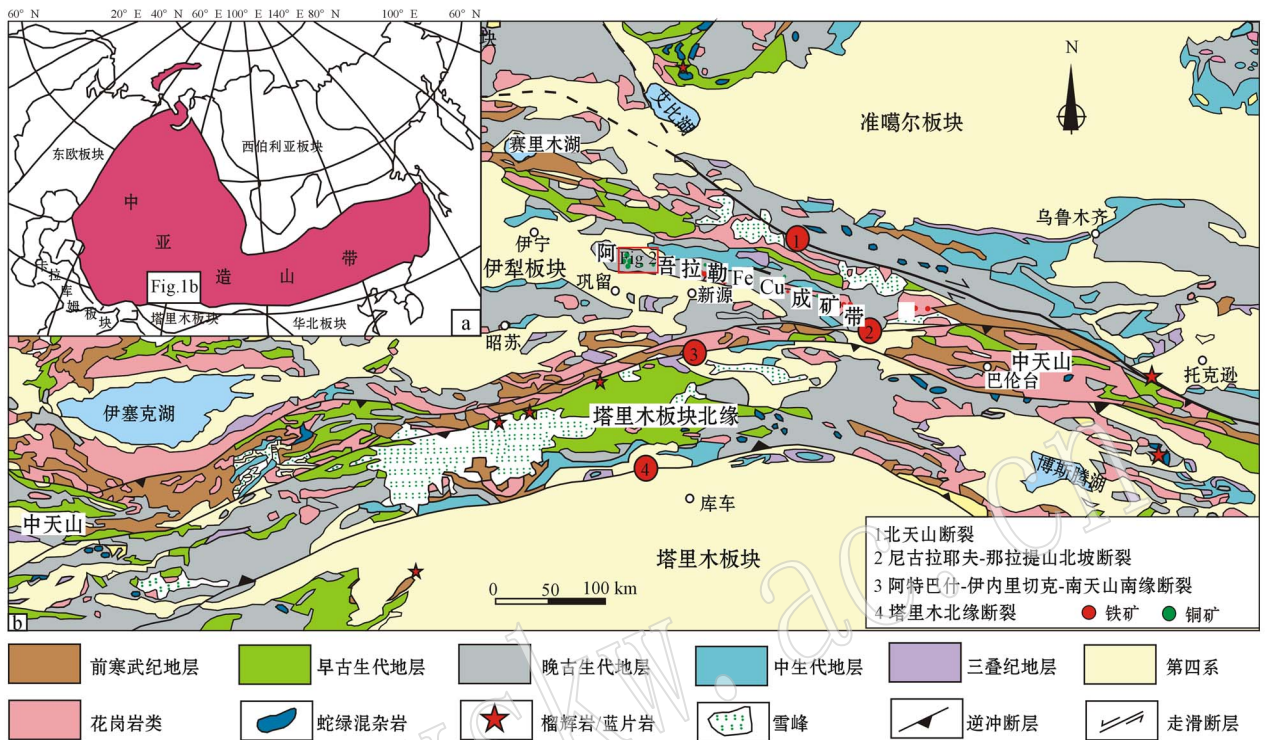 60° N 20° E 40° N 60° E 100° E 140° E 80° N 100° E 60° N
东欧板块
西伯利亚板块
中
亚
造
山
带
Fig.1b
卡拉库姆板块
塔里木板块
华北板块
a
块
艾比湖
赛里木湖
准噶尔板块
N
乌鲁木齐
伊宁
伊犁板块
阿
Fig 2
吾拉勒Fe Cu成矿带
巩留
新源
昭苏
1
2
3
4
中天山
巴伦台
托克逊
伊塞克湖
塔里木板块北缘
博斯腾湖
中天山
库车
塔里木板块
0 50 100 km
b
1北天山断裂
2 尼古拉耶夫-那拉提山北坡断裂
3 阿特巴什-伊内里切克-南天山南缘断裂
4 塔里木北缘断裂 铁矿 铜矿
前寒武纪地层 早古生代地层 晚古生代地层 中生代地层 三叠纪地层 第四系
花岗岩类 蛇绿混杂岩 榴辉岩/蓝片岩 雪峰 逆冲断层 走滑断层
yskw.ac.cn